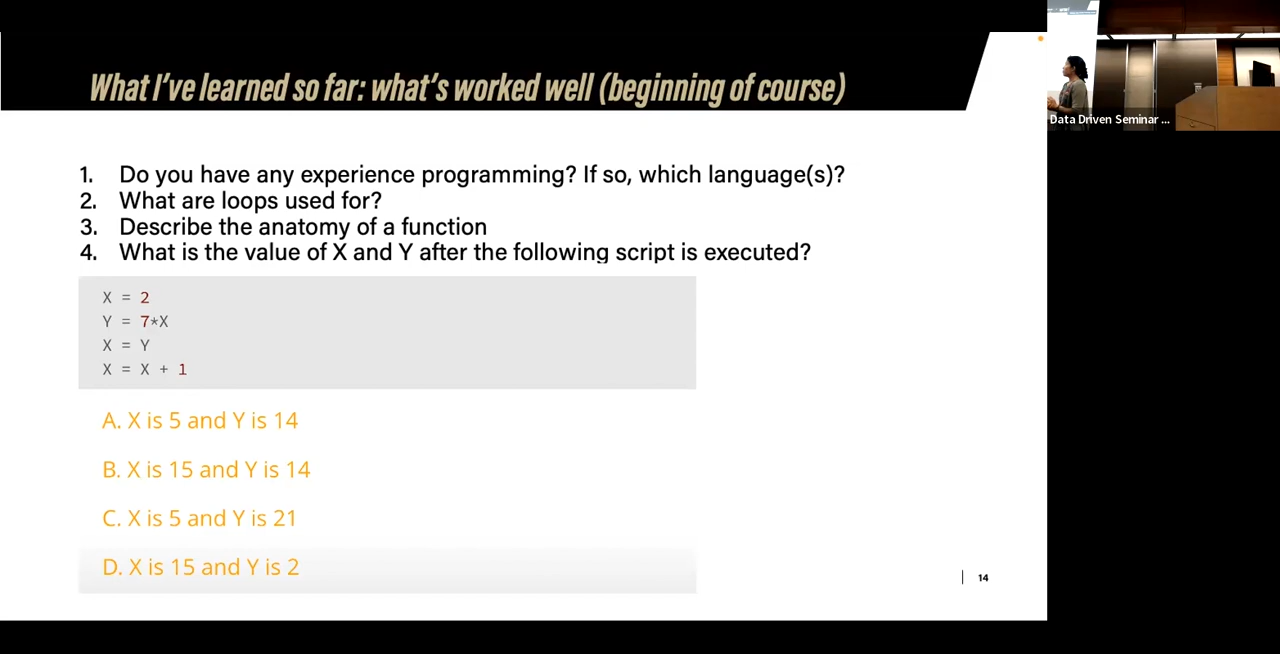 What I've learned so far: what's worked well (beginning of course)
Data Driven Seminar ...
1. Do you have any experience programming? If so, which language(s)?
2. What are loops used for?
3. Describe the anatomy of a function
4. What is the value of X and Y after the following script is executed?
X = 2
Y = 7*X
X = Y
X = X + 1
A. X is 5 and Y is 14
B. X is 15 and Y is 14
C. X is 5 and Y is 21
D. X is 15 and Y is 2
14